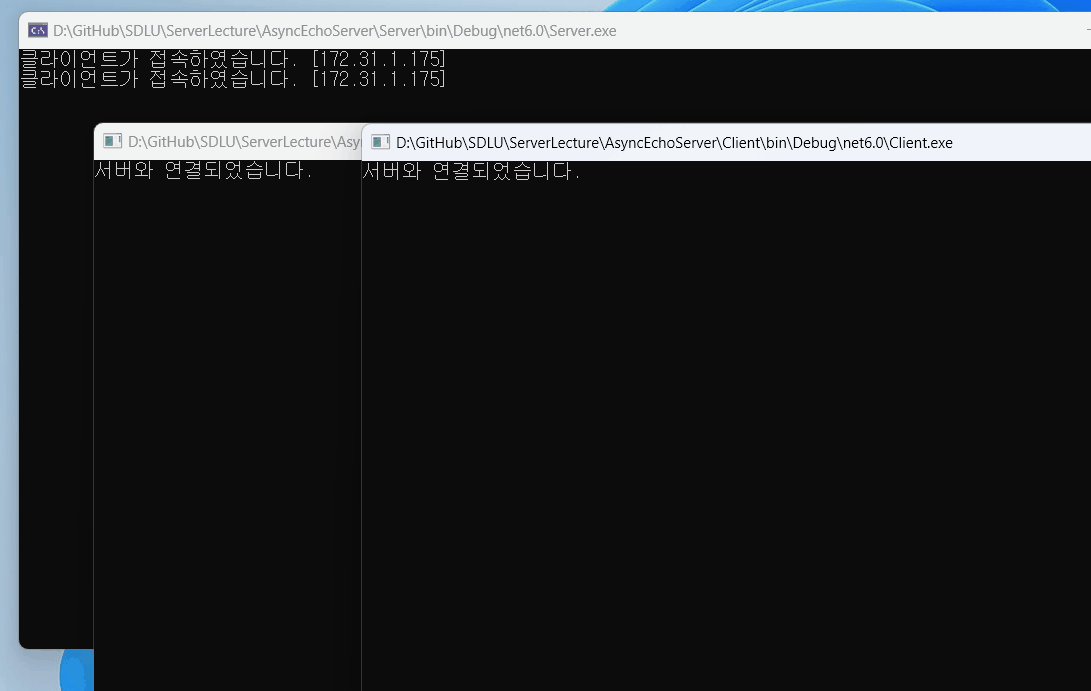 D:\GitHub\SDLU\ServerLecture\AsyncEchoServer\Server\bin\Debug\net6.0\Server.exe
클라이언트가 접속하였습니다. [172.31.1.175]
클라이언트가 접속하였습니다. [172.31.1.175]
D:\GitHub\SDLU\ServerLecture\Asy
서버와 연결되었습니다.
D:\GitHub\SDLU\ServerLecture\AsyncEchoServer\Client\bin\Debug\net6.0\Client.exe
서버와 연결되었습니다.